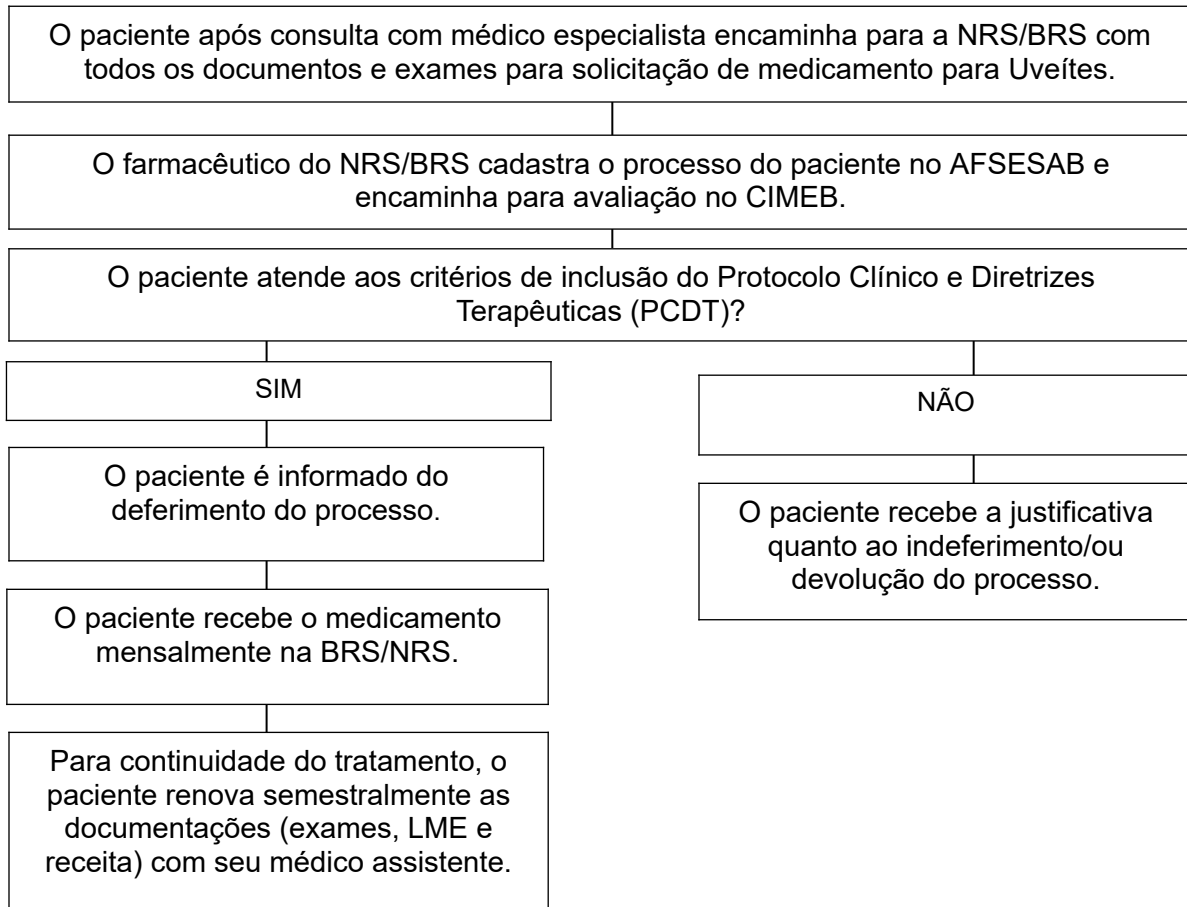 O paciente após consulta com médico especialista encaminha para a NRS/BRS com
todos os documentos e exames para solicitação de medicamento para Uveítes.
O farmacêutico do NRS/BRS cadastra o processo do paciente no AFSESAB e
encaminha para avaliação no CIMEB.
O paciente atende aos critérios de inclusão do Protocolo Clínico e Diretrizes
Terapêuticas (PCDT)?
SIM
O paciente é informado do
deferimento do processo.
O paciente recebe o medicamento
mensalmente na BRS/NRS.
Para continuidade do tratamento, o
paciente renova semestralmente as
documentações (exames, LME e
receita) com seu médico assistente.
NÃO
O paciente recebe a justificativa
quanto ao indeferimento/ou
devolução do processo.